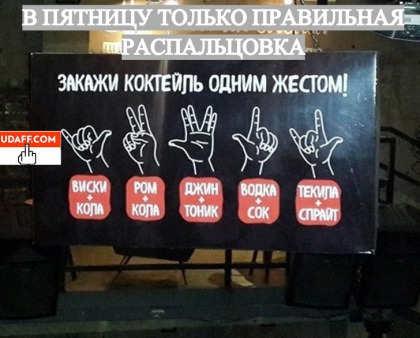 В ПЯТНИЦУ ТОЛЬКО ПРАВИЛЬНАЯ
РАСПАЛЬЦОВКА
ЗАКАЖИ КОКТЕЙЛЬ ОДНИМ ЖЕСТОМ!
UDAFF.COM
ВИСКИ
+
КОЛА
РОМ
+
КОЛА
ДЖИН
+
ТОНИК
ВОДКА
+
СОК
ТЕКИЛА
+
СПРАЙТ